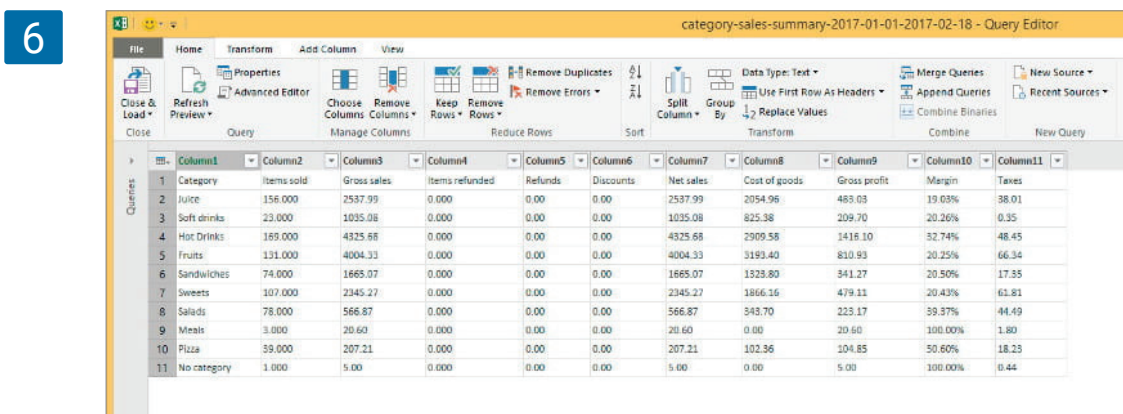 6
category-sales-summary-2017-01-01-2017-02-18 - Query Editor
File Home Transform Add Column View
Close & Load Refresh Preview Properties Advanced Editor Choose Columns Remove Columns Keep Rows Remove Rows Remove Duplicates Remove Errors Split Column Group By Data Type: Text Use First Row As Headers Replace Values Merge Queries Append Queries Combine Binaries New Source Recent Sources
Close Query Manage Columns Reduce Rows Sort Transform Combine New Query
Queries
Column1 Column2 Column3 Column4 Column5 Column6 Column7 Column8 Column9 Column10 Column11
1 Category Items sold Gross sales Items refunded Refunds Discounts Net sales Cost of goods Gross profit Margin Taxes
2 Juice 156.000 2537.99 0.000 0.00 0.00 2537.99 2054.96 483.03 19.03% 38.01
3 Soft drinks 23.000 1035.08 0.000 0.00 0.00 1035.08 825.38 209.70 20.26% 0.35
4 Hot Drinks 169.000 4325.68 0.000 0.00 0.00 4325.68 2909.58 1416.10 32.74% 48.45
5 Fruits 131.000 4004.33 0.000 0.00 0.00 4004.33 3193.40 810.93 20.25% 66.34
6 Sandwiches 74.000 1665.07 0.000 0.00 0.00 1665.07 1323.80 341.27 20.50% 17.35
7 Sweets 107.000 2345.27 0.000 0.00 0.00 2345.27 1866.16 479.11 20.43% 61.81
8 Salads 78.000 566.87 0.000 0.00 0.00 566.87 343.70 223.17 39.37% 44.49
9 Meals 3.000 20.60 0.000 0.00 0.00 20.60 0.00 20.60 100.00% 1.80
10 Pizza 39.000 207.21 0.000 0.00 0.00 207.21 102.36 104.85 50.60% 18.23
11 No category 1.000 5.00 0.000 0.00 0.00 5.00 0.00 5.00 100.00% 0.44